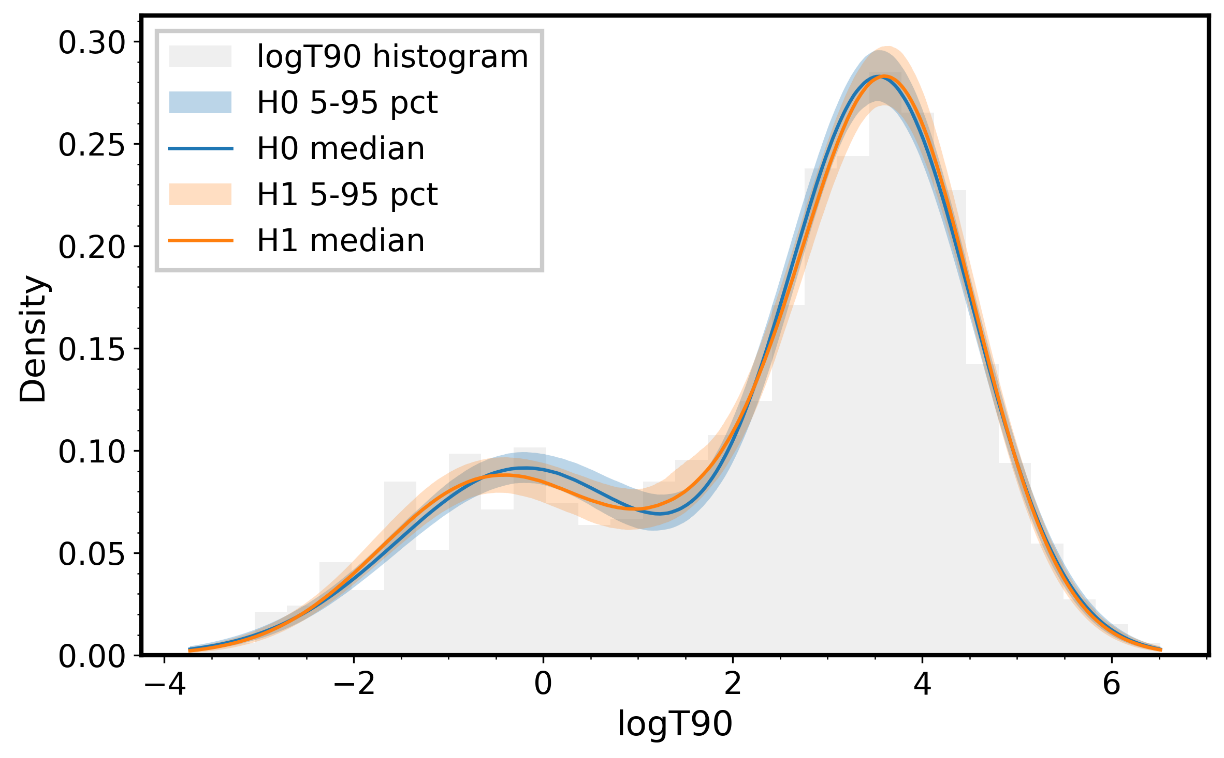 0.30
0.25
0.20
0.15
0.10
0.05
0.00
Density
logT90 histogram
H0 5-95 pct
H0 median
H1 5-95 pct
H1 median
−4 −2 0 2 4 6
logT90